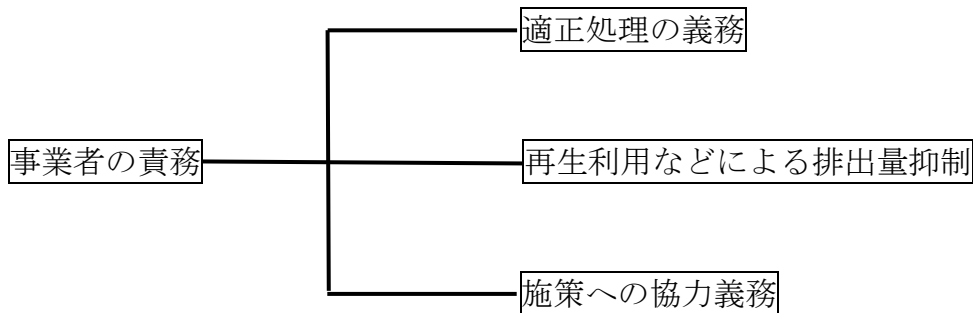 適正処理の義務
事業者の責務
再生利用などによる排出量抑制
施策への協力義務